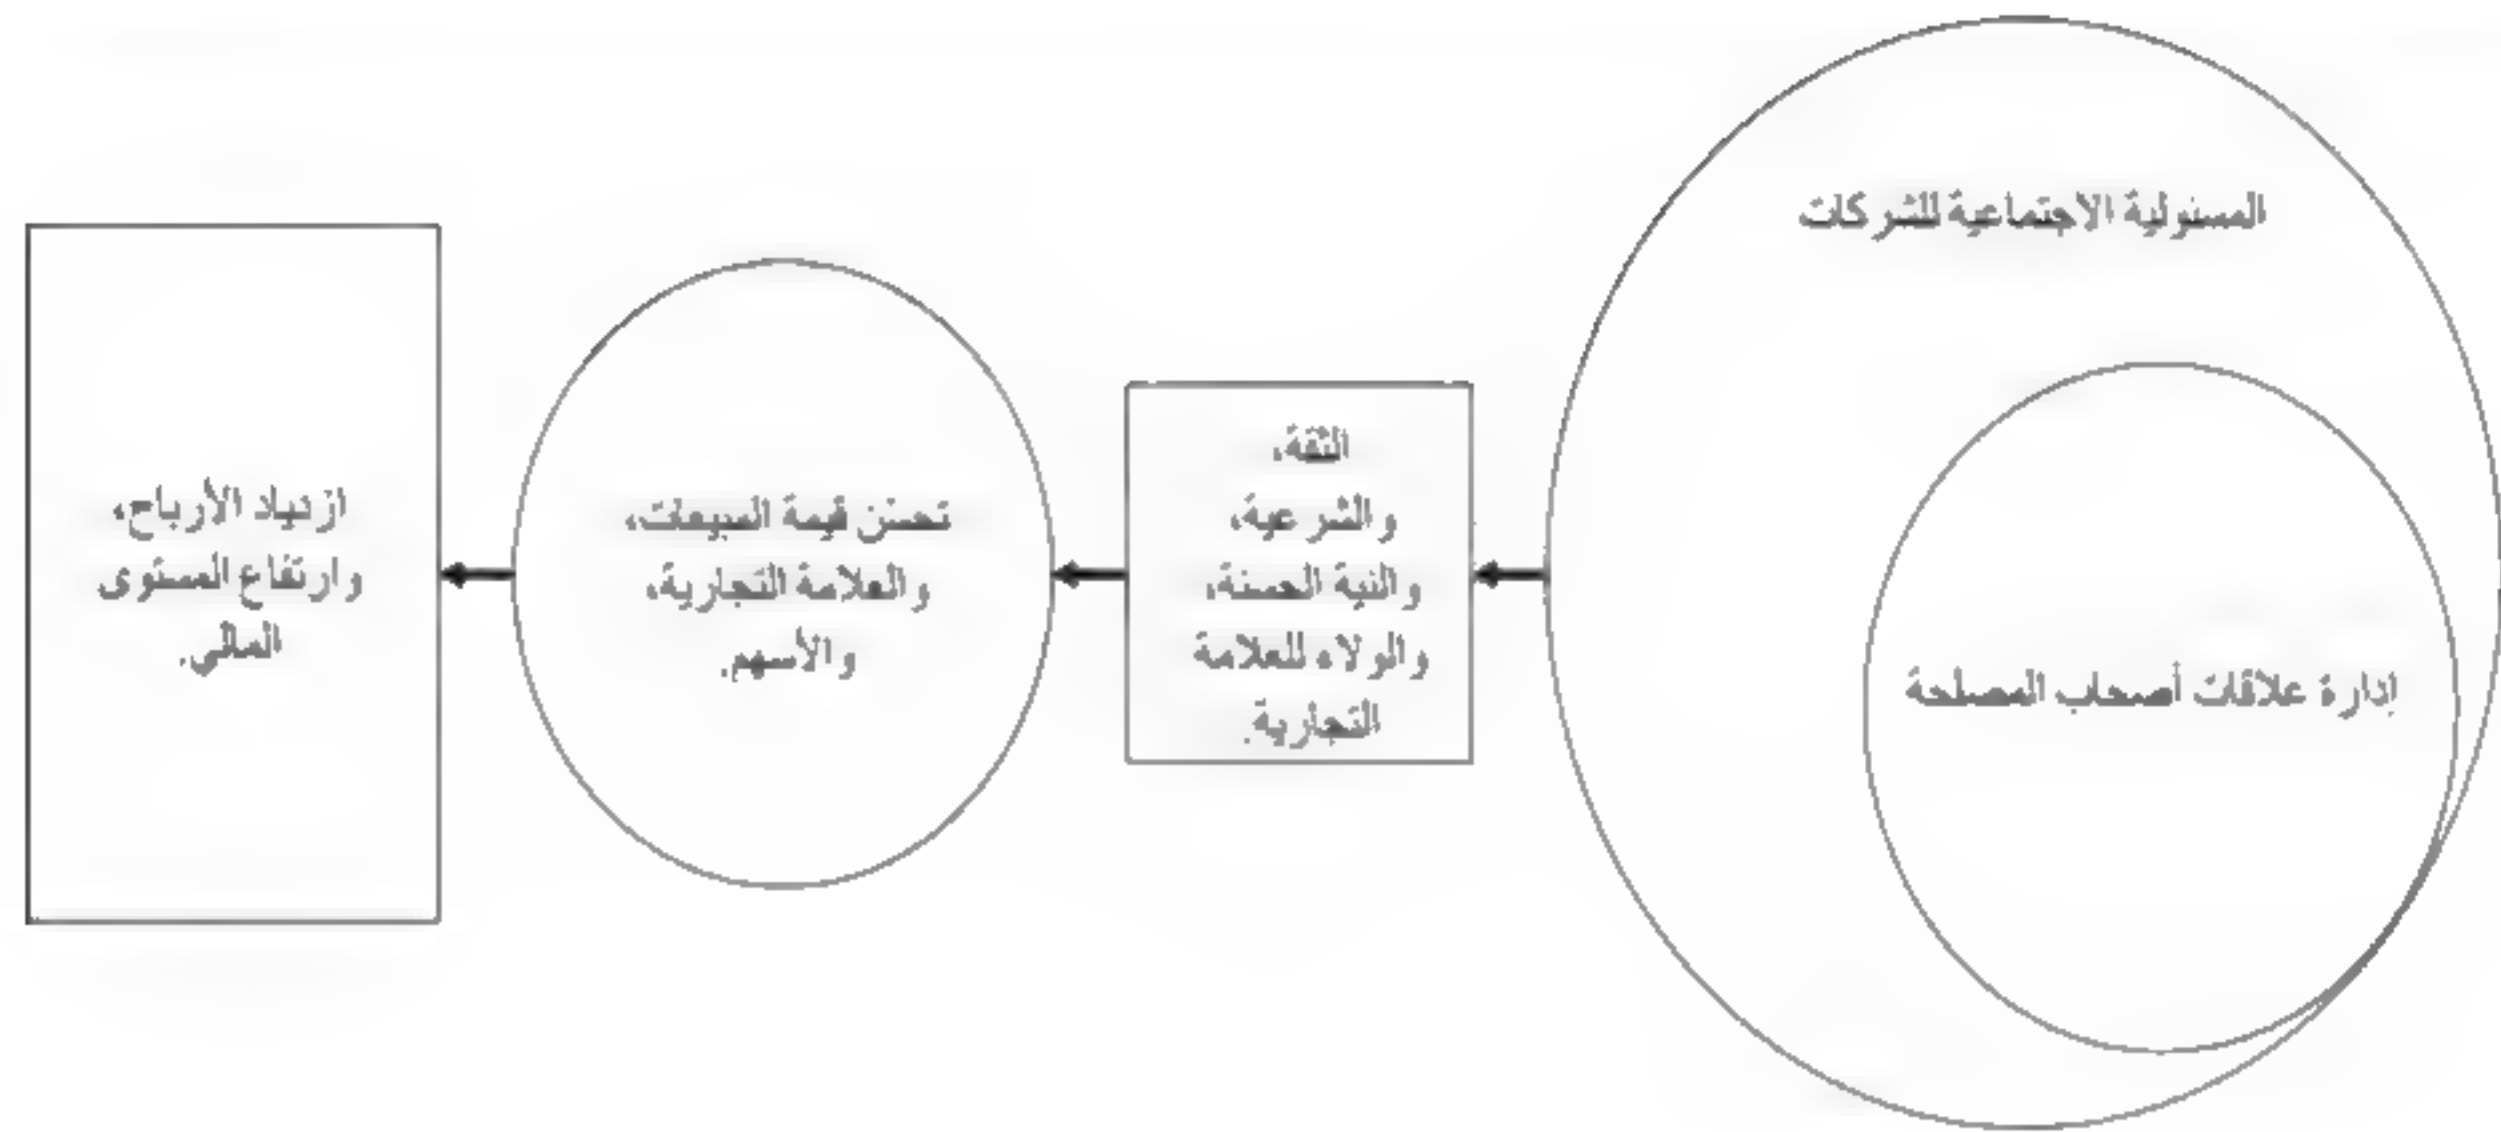 المسئولية الاجتماعية للشركات
إدارة علاقات أصحاب المصلحة
الثقة،
والشرعية،
والنية الحسنة،
والولاء للعلامة
التجارية.
تحسن قيمة المبيعات،
والعلامة التجارية،
والأسهم.
ازدياد الأرباح،
وارتفاع المستوى
المالي.